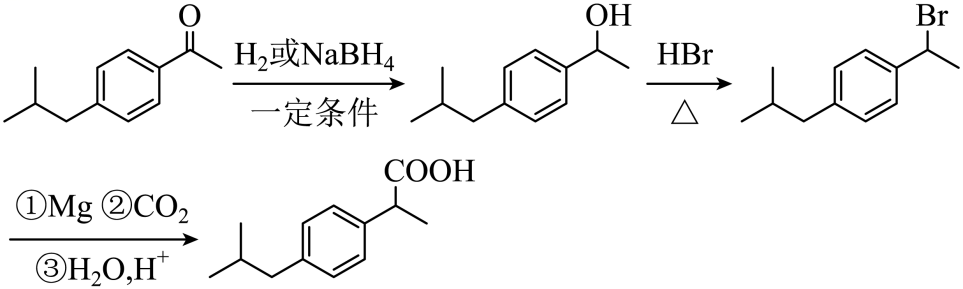 O
H₂或NaBH₄
一定条件
OH
HBr
△
Br
①Mg ②CO₂
③H₂O,H⁺
COOH